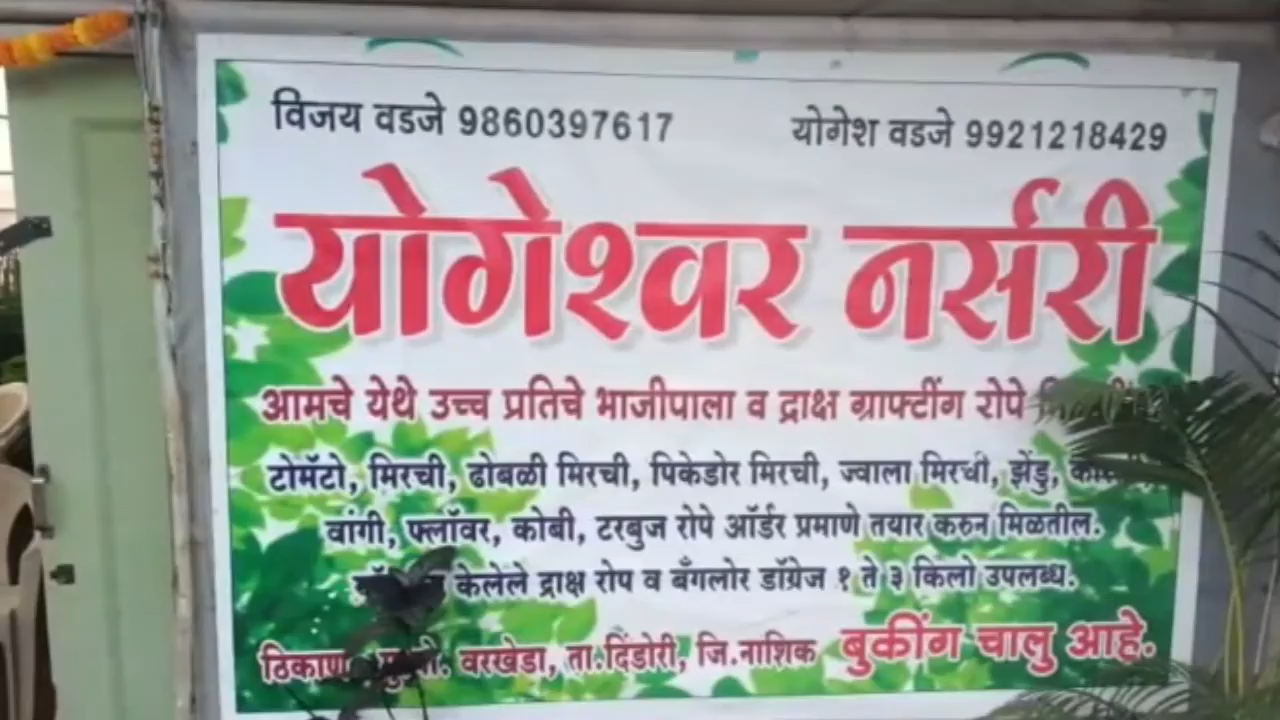 विजय वडजे 9860397617 योगेश वडजे 9921218429
योगेश्वर नर्सरी
आमचे येथे उच्च प्रतिचे भाजीपाला व द्राक्ष ग्राफ्टींग रोपे
टोमॅटो, मिरची, ढोबळी मिरची, पिकेडोर मिरची, ज्वाला मिरची, झेंडु,
वांगी, फ्लॉवर, कोबी, टरबुज रोपे ऑर्डर प्रमाणे तयार करुन मिळतील.
केलेले द्राक्ष रोप व बँगलोर डॉग्रेज १ ते ३ किलो उपलब्ध.
ठिकाण वरखेडा, ता.दिंडोरी, जि.नाशिक बुकींग चालु आहे.